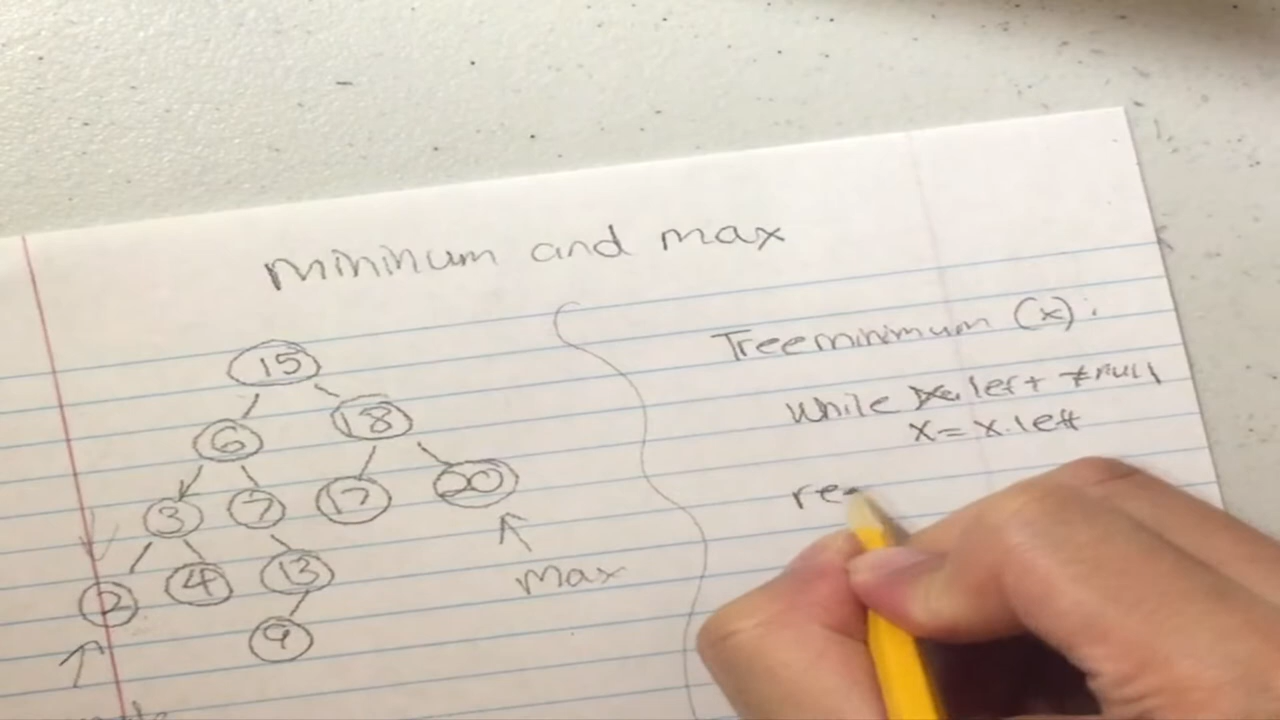 mininum and max
15
6 18
3 7 17 20
2 4 13
9
max
Treeminimum (x):
while x.left ≠ null
x = x.left
re